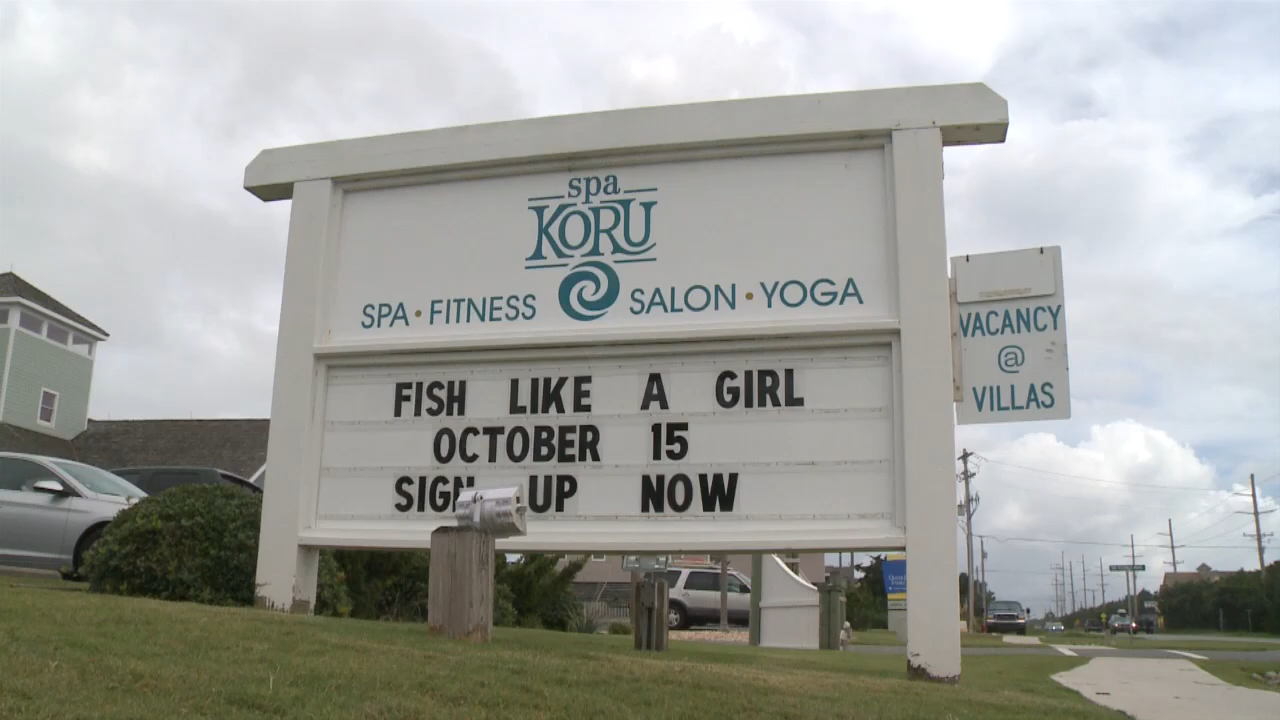 spa
KORU
SPA • FITNESS SALON • YOGA
FISH LIKE A GIRL
OCTOBER 15
SIGN UP NOW
VACANCY
@
VILLAS